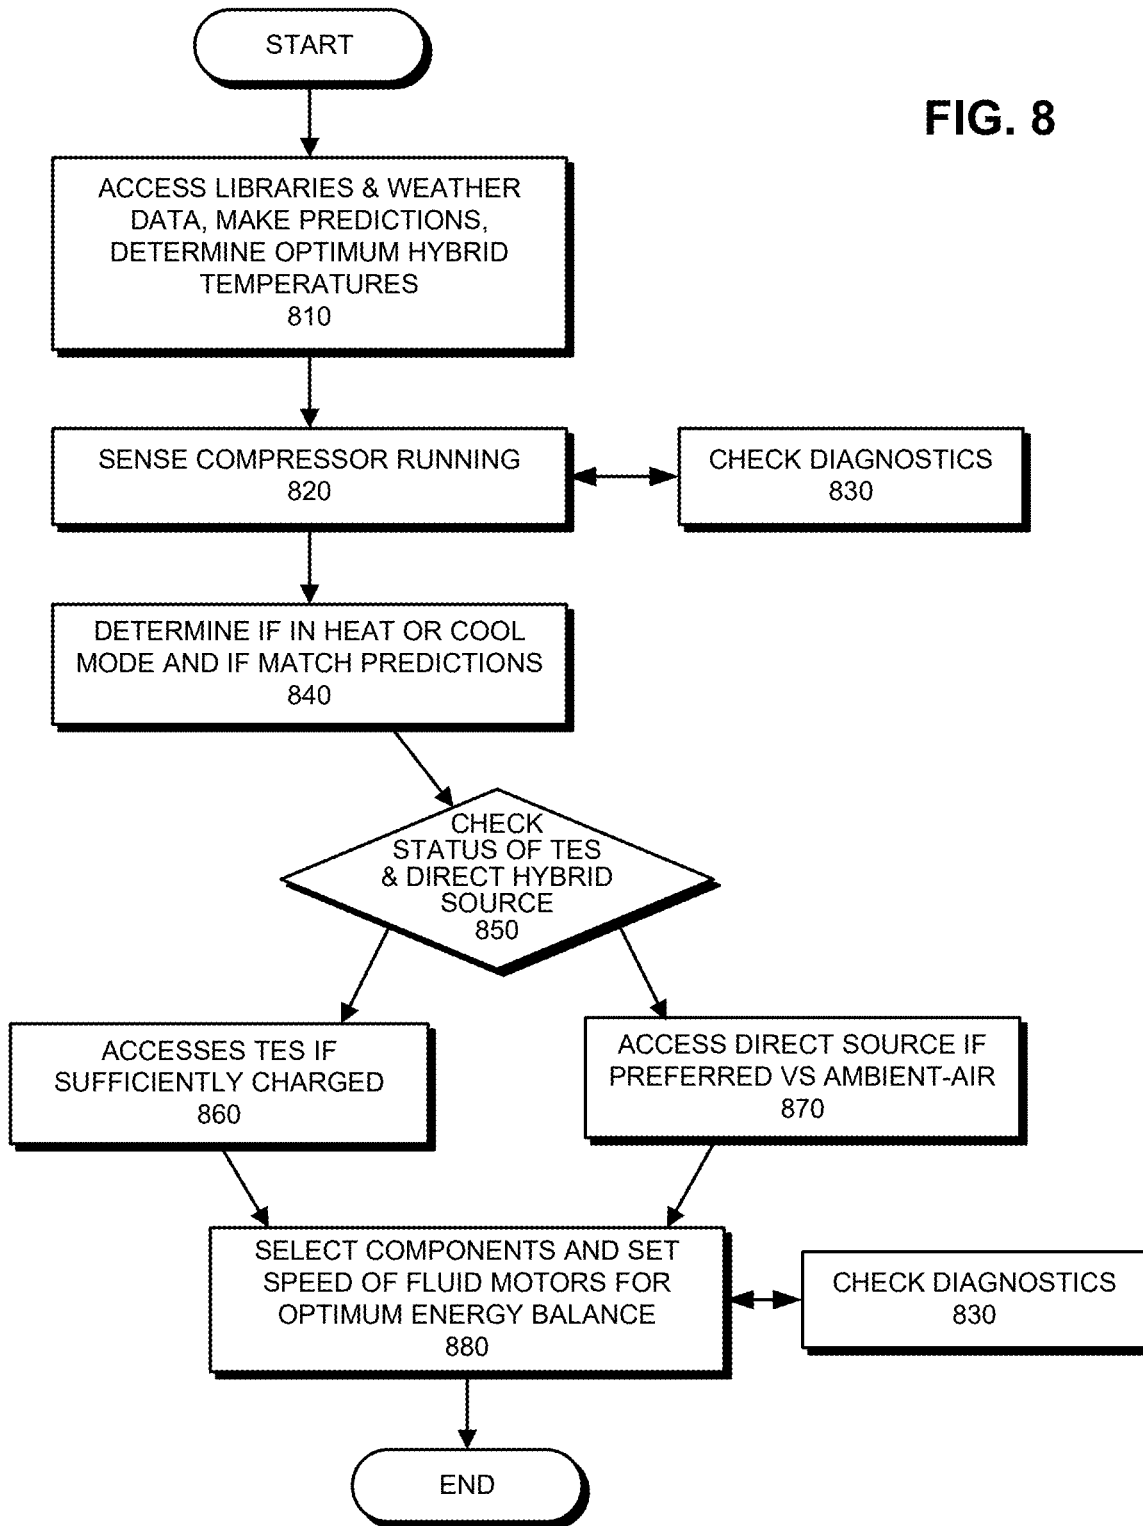 START
FIG. 8
ACCESS LIBRARIES & WEATHER
DATA, MAKE PREDICTIONS,
DETERMINE OPTIMUM HYBRID
TEMPERATURES
810
SENSE COMPRESSOR RUNNING
820
CHECK DIAGNOSTICS
830
DETERMINE IF IN HEAT OR COOL
MODE AND IF MATCH PREDICTIONS
840
CHECK
STATUS OF TES
& DIRECT HYBRID
SOURCE
850
ACCESSES TES IF
SUFFICIENTLY CHARGED
860
ACCESS DIRECT SOURCE IF
PREFERRED VS AMBIENT-AIR
870
SELECT COMPONENTS AND SET
SPEED OF FLUID MOTORS FOR
OPTIMUM ENERGY BALANCE
880
CHECK DIAGNOSTICS
830
END